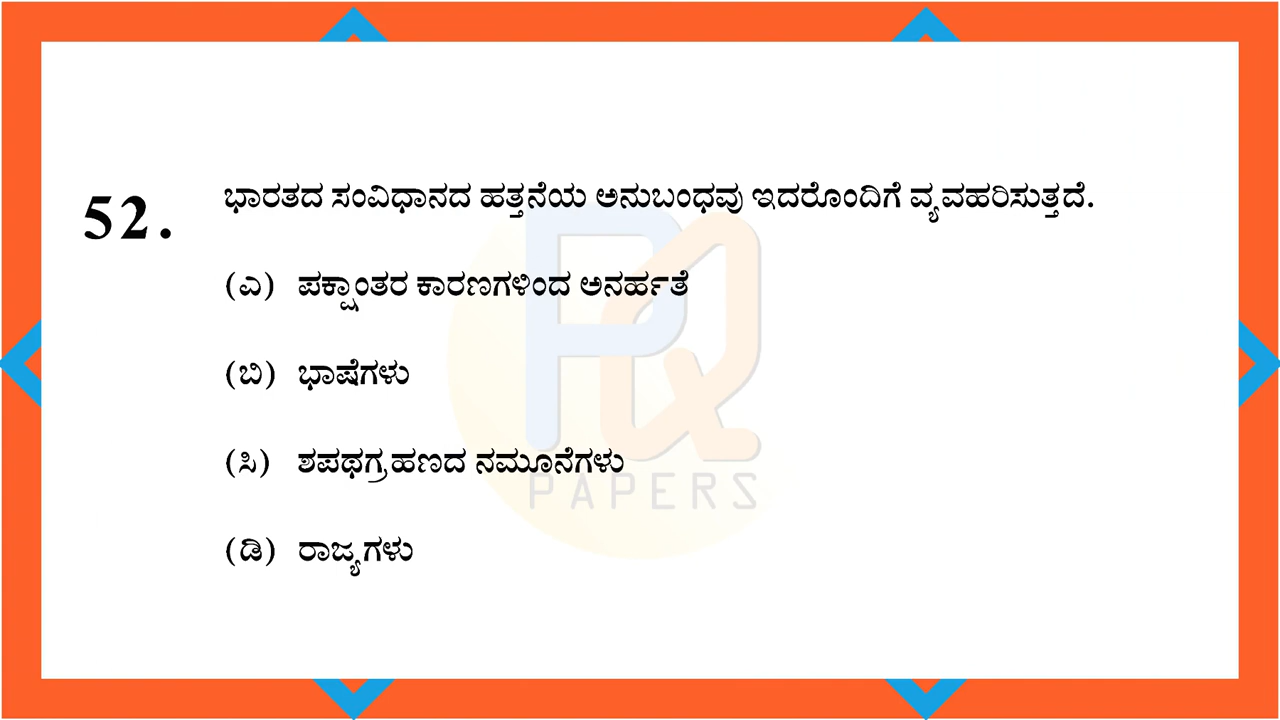 52. ಭಾರತದ ಸಂವಿಧಾನದ ಹತ್ತನೆಯ ಅನುಬಂಧವು ಇದರೊಂದಿಗೆ ವ್ಯವಹರಿಸುತ್ತದೆ.
(ಎ) ಪಕ್ಷಾಂತರ ಕಾರಣಗಳಿಂದ ಅನರ್ಹತೆ
(ಬಿ) ಭಾಷೆಗಳು
(ಸಿ) ಶಪಥಗ್ರಹಣದ ನಮೂನೆಗಳು
(ಡಿ) ರಾಜ್ಯಗಳು
PQ
PAPERS